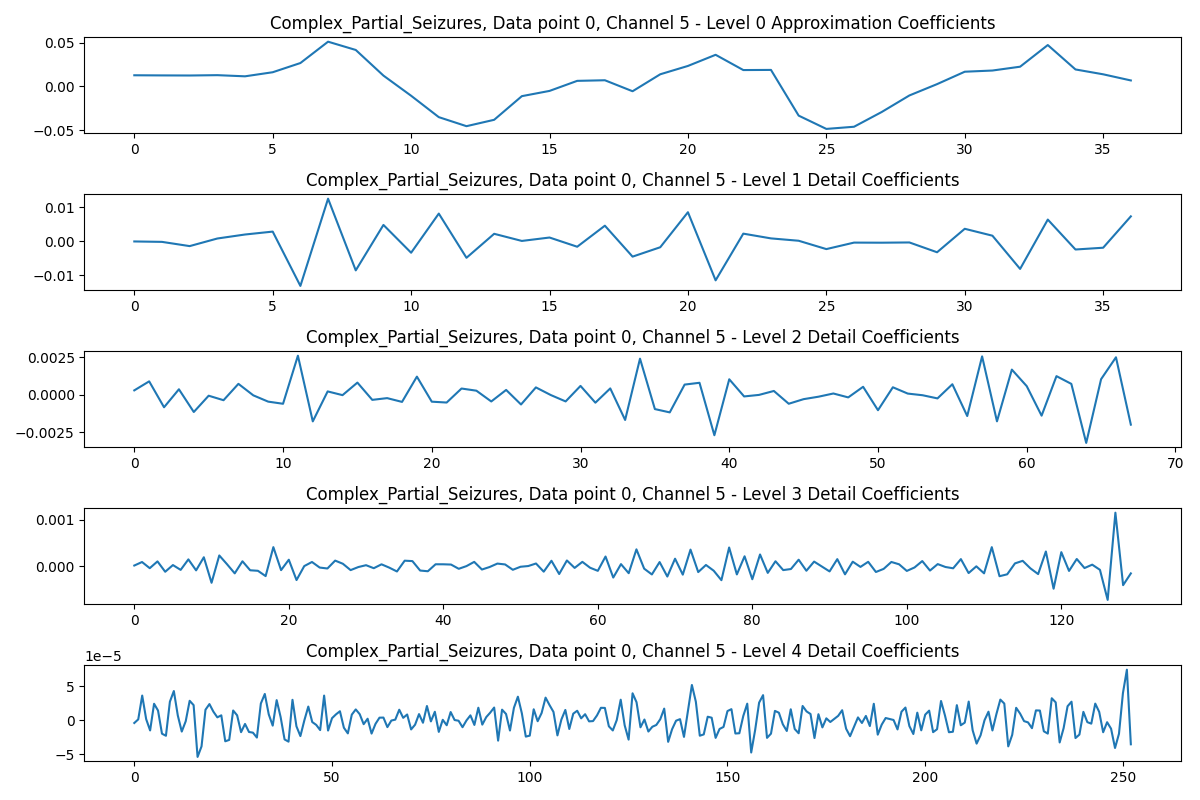 Complex_Partial_Seizures, Data point 0, Channel 5 - Level 0 Approximation Coefficients
0.05
0.00
−0.05
0 5 10 15 20 25 30 35
Complex_Partial_Seizures, Data point 0, Channel 5 - Level 1 Detail Coefficients
0.01
0.00
−0.01
0 5 10 15 20 25 30 35
Complex_Partial_Seizures, Data point 0, Channel 5 - Level 2 Detail Coefficients
0.0025
0.0000
−0.0025
0 10 20 30 40 50 60 70
Complex_Partial_Seizures, Data point 0, Channel 5 - Level 3 Detail Coefficients
0.001
0.000
0 20 40 60 80 100 120
Complex_Partial_Seizures, Data point 0, Channel 5 - Level 4 Detail Coefficients
1e−5
5
0
−5
0 50 100 150 200 250